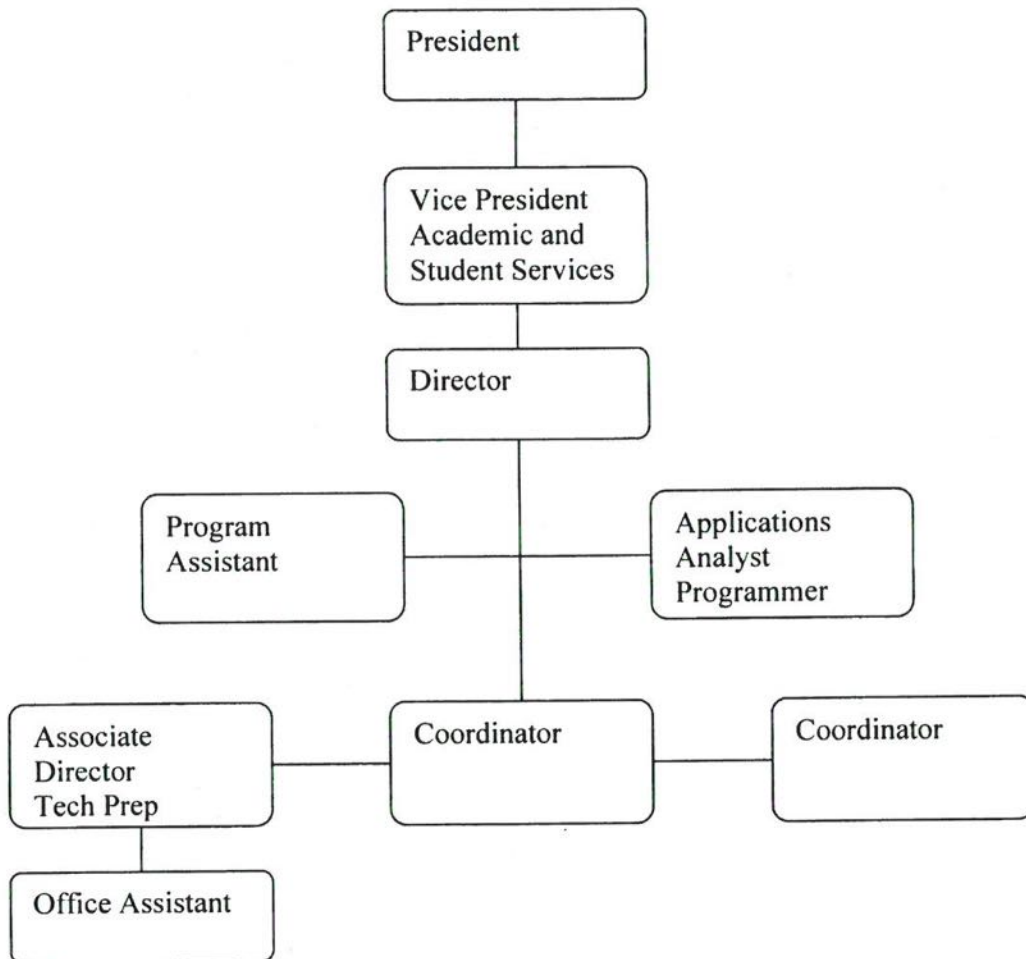 President
Vice President
Academic and
Student Services
Director
Program
Assistant
Applications
Analyst
Programmer
Associate
Director
Tech Prep
Coordinator
Coordinator
Office Assistant